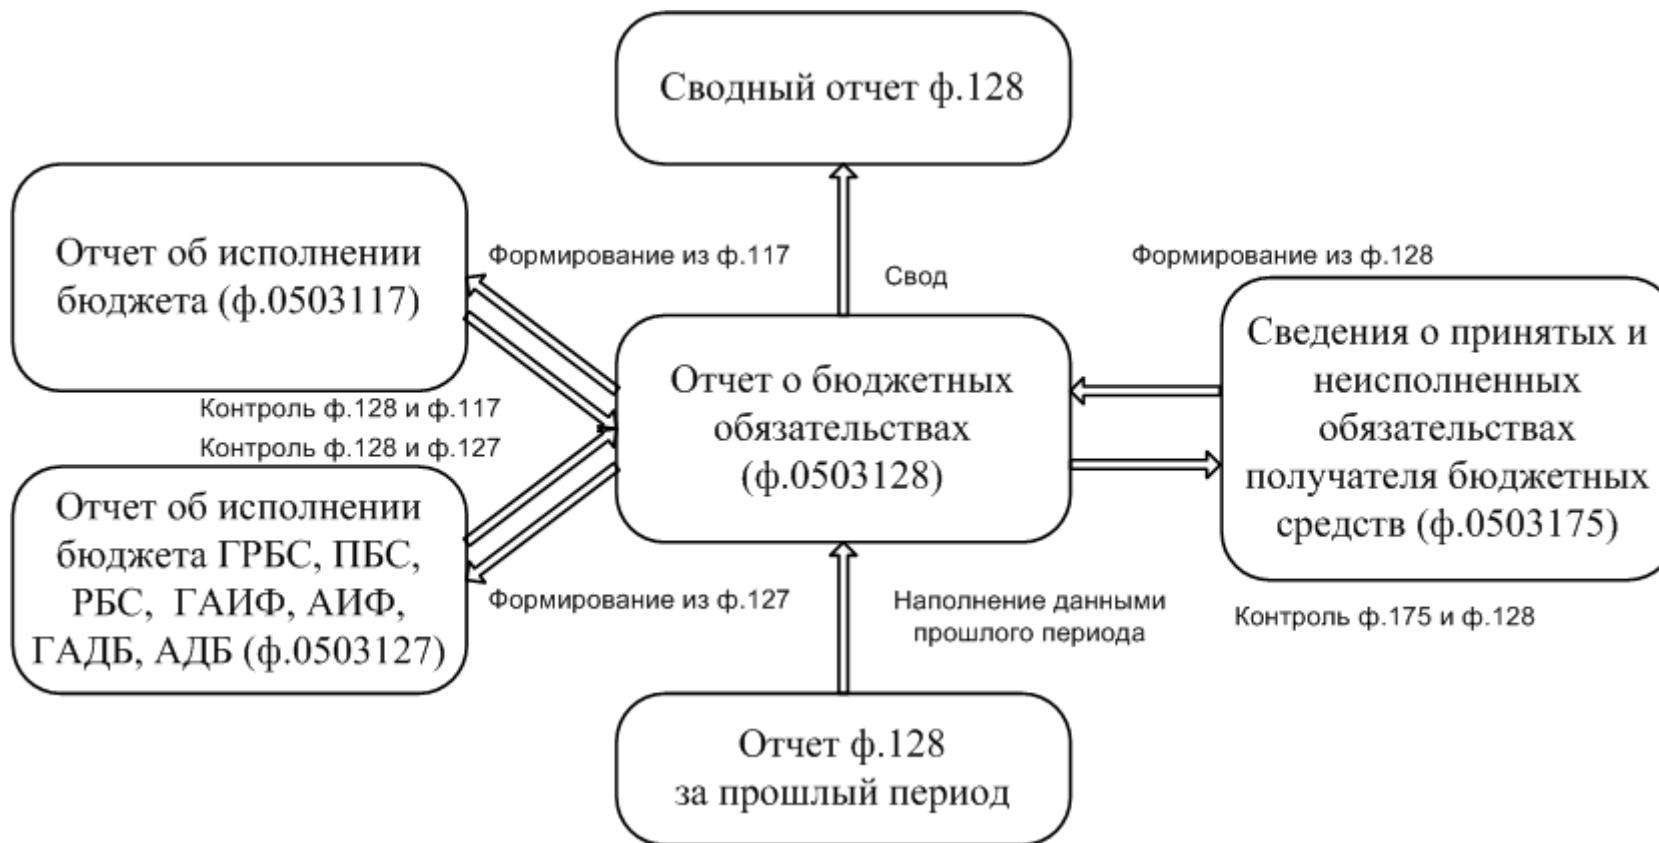 Сводный отчет ф.128
Отчет об исполнении
бюджета (ф.0503117)
Формирование из ф.117
Свод
Формирование из ф.128
Отчет о бюджетных
обязательствах
(ф.0503128)
Сведения о принятых и
неисполненных
обязательствах
получателя бюджетных
средств (ф.0503175)
Контроль ф.128 и ф.117
Контроль ф.128 и ф.127
Отчет об исполнении
бюджета ГРБС, ПБС,
РБС, ГАИФ, АИФ,
ГАДБ, АДБ (ф.0503127)
Формирование из ф.127
Наполнение данными
прошлого периода
Контроль ф.175 и ф.128
Отчет ф.128
за прошлый период